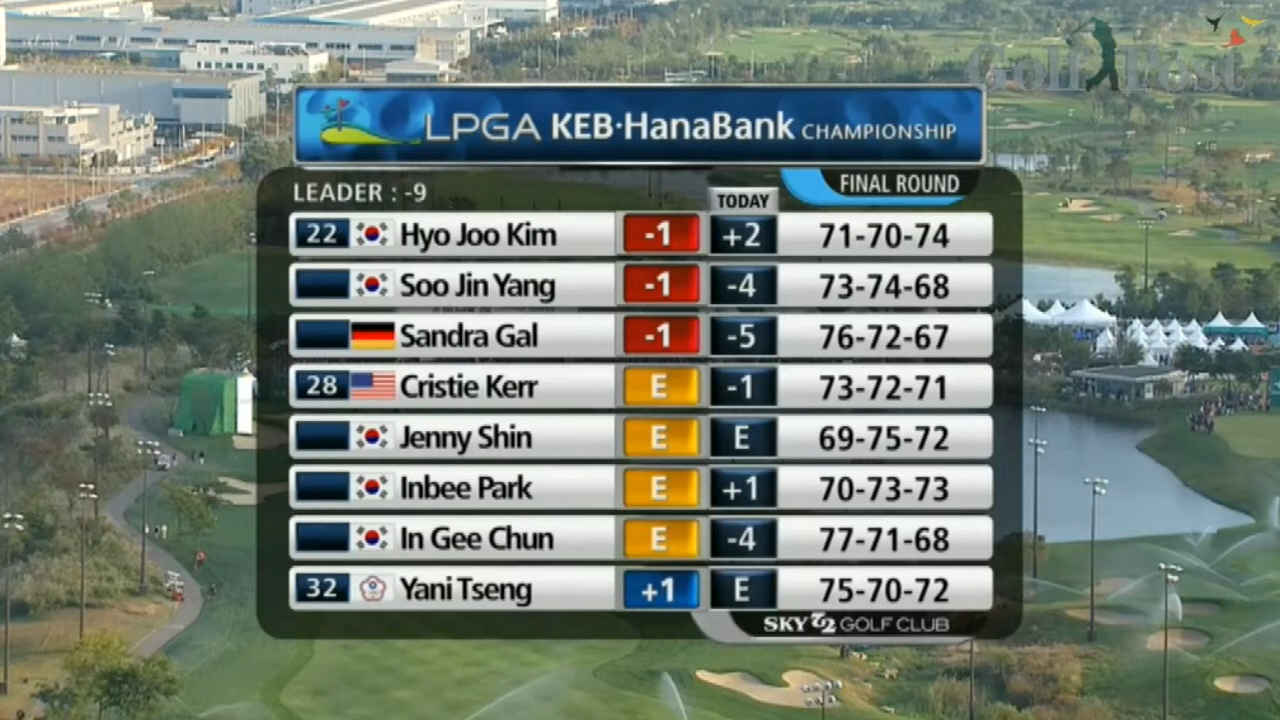 Golf Post
LPGA KEB·HanaBank CHAMPIONSHIP
LEADER : -9
TODAY
FINAL ROUND
22 Hyo Joo Kim -1 +2 71-70-74
Soo Jin Yang -1 -4 73-74-68
Sandra Gal -1 -5 76-72-67
28 Cristie Kerr E -1 73-72-71
Jenny Shin E E 69-75-72
Inbee Park E +1 70-73-73
In Gee Chun E -4 77-71-68
32 Yani Tseng +1 E 75-70-72
SKY72 GOLF CLUB